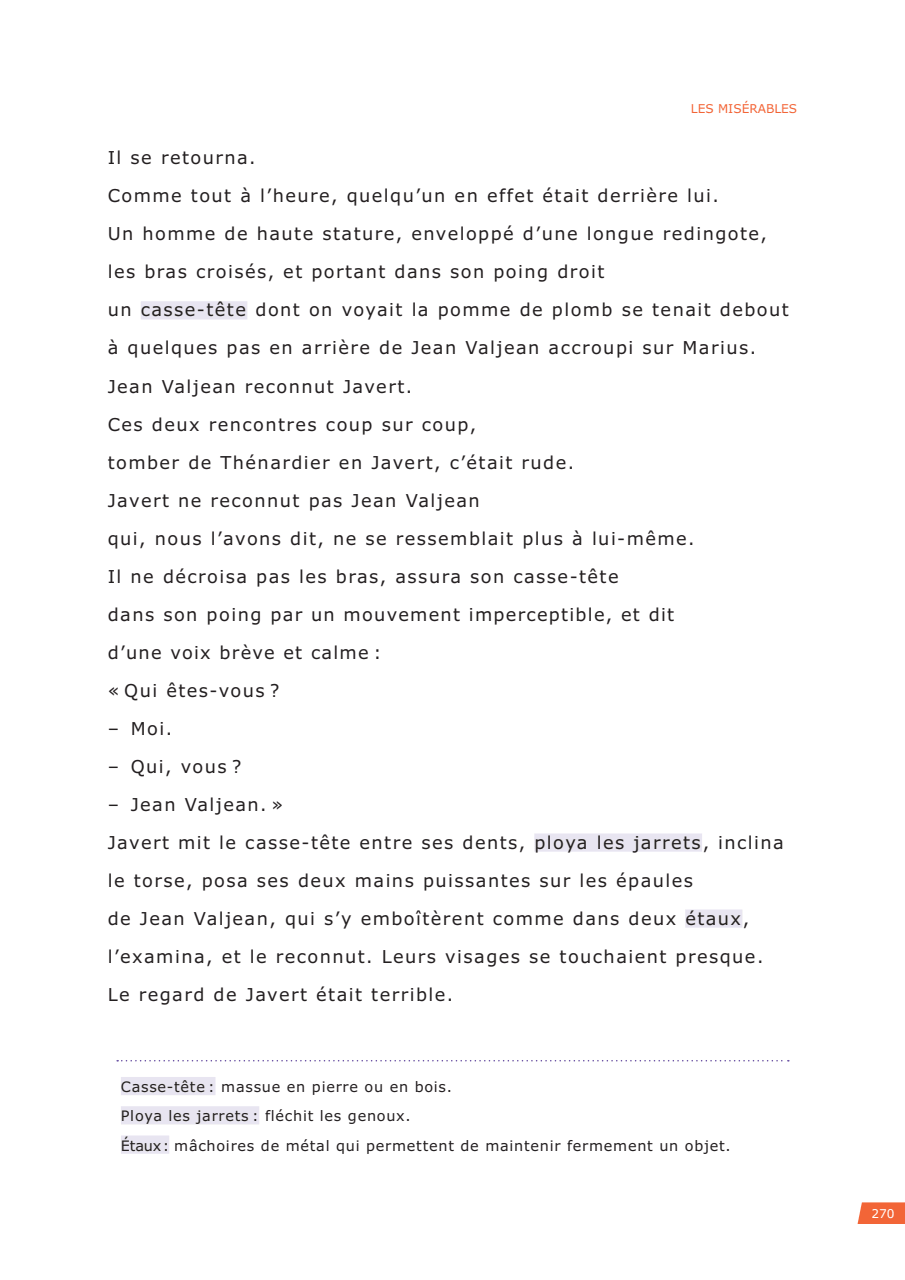 LES MISÉRABLES
Il se retourna.
Comme tout à l’heure, quelqu’un en effet était derrière lui.
Un homme de haute stature, enveloppé d’une longue redingote,
les bras croisés, et portant dans son poing droit
un casse-tête dont on voyait la pomme de plomb se tenait debout
à quelques pas en arrière de Jean Valjean accroupi sur Marius.
Jean Valjean reconnut Javert.
Ces deux rencontres coup sur coup,
tomber de Thénardier en Javert, c’était rude.
Javert ne reconnut pas Jean Valjean
qui, nous l’avons dit, ne se ressemblait plus à lui-même.
Il ne décroisa pas les bras, assura son casse-tête
dans son poing par un mouvement imperceptible, et dit
d’une voix brève et calme :
« Qui êtes-vous ?
– Moi.
– Qui, vous ?
– Jean Valjean. »
Javert mit le casse-tête entre ses dents, ploya les jarrets, inclina
le torse, posa ses deux mains puissantes sur les épaules
de Jean Valjean, qui s’y emboîtèrent comme dans deux étaux,
l’examina, et le reconnut. Leurs visages se touchaient presque.
Le regard de Javert était terrible.
Casse-tête : massue en pierre ou en bois.
Ploya les jarrets : fléchit les genoux.
Étaux : mâchoires de métal qui permettent de maintenir fermement un objet.
270